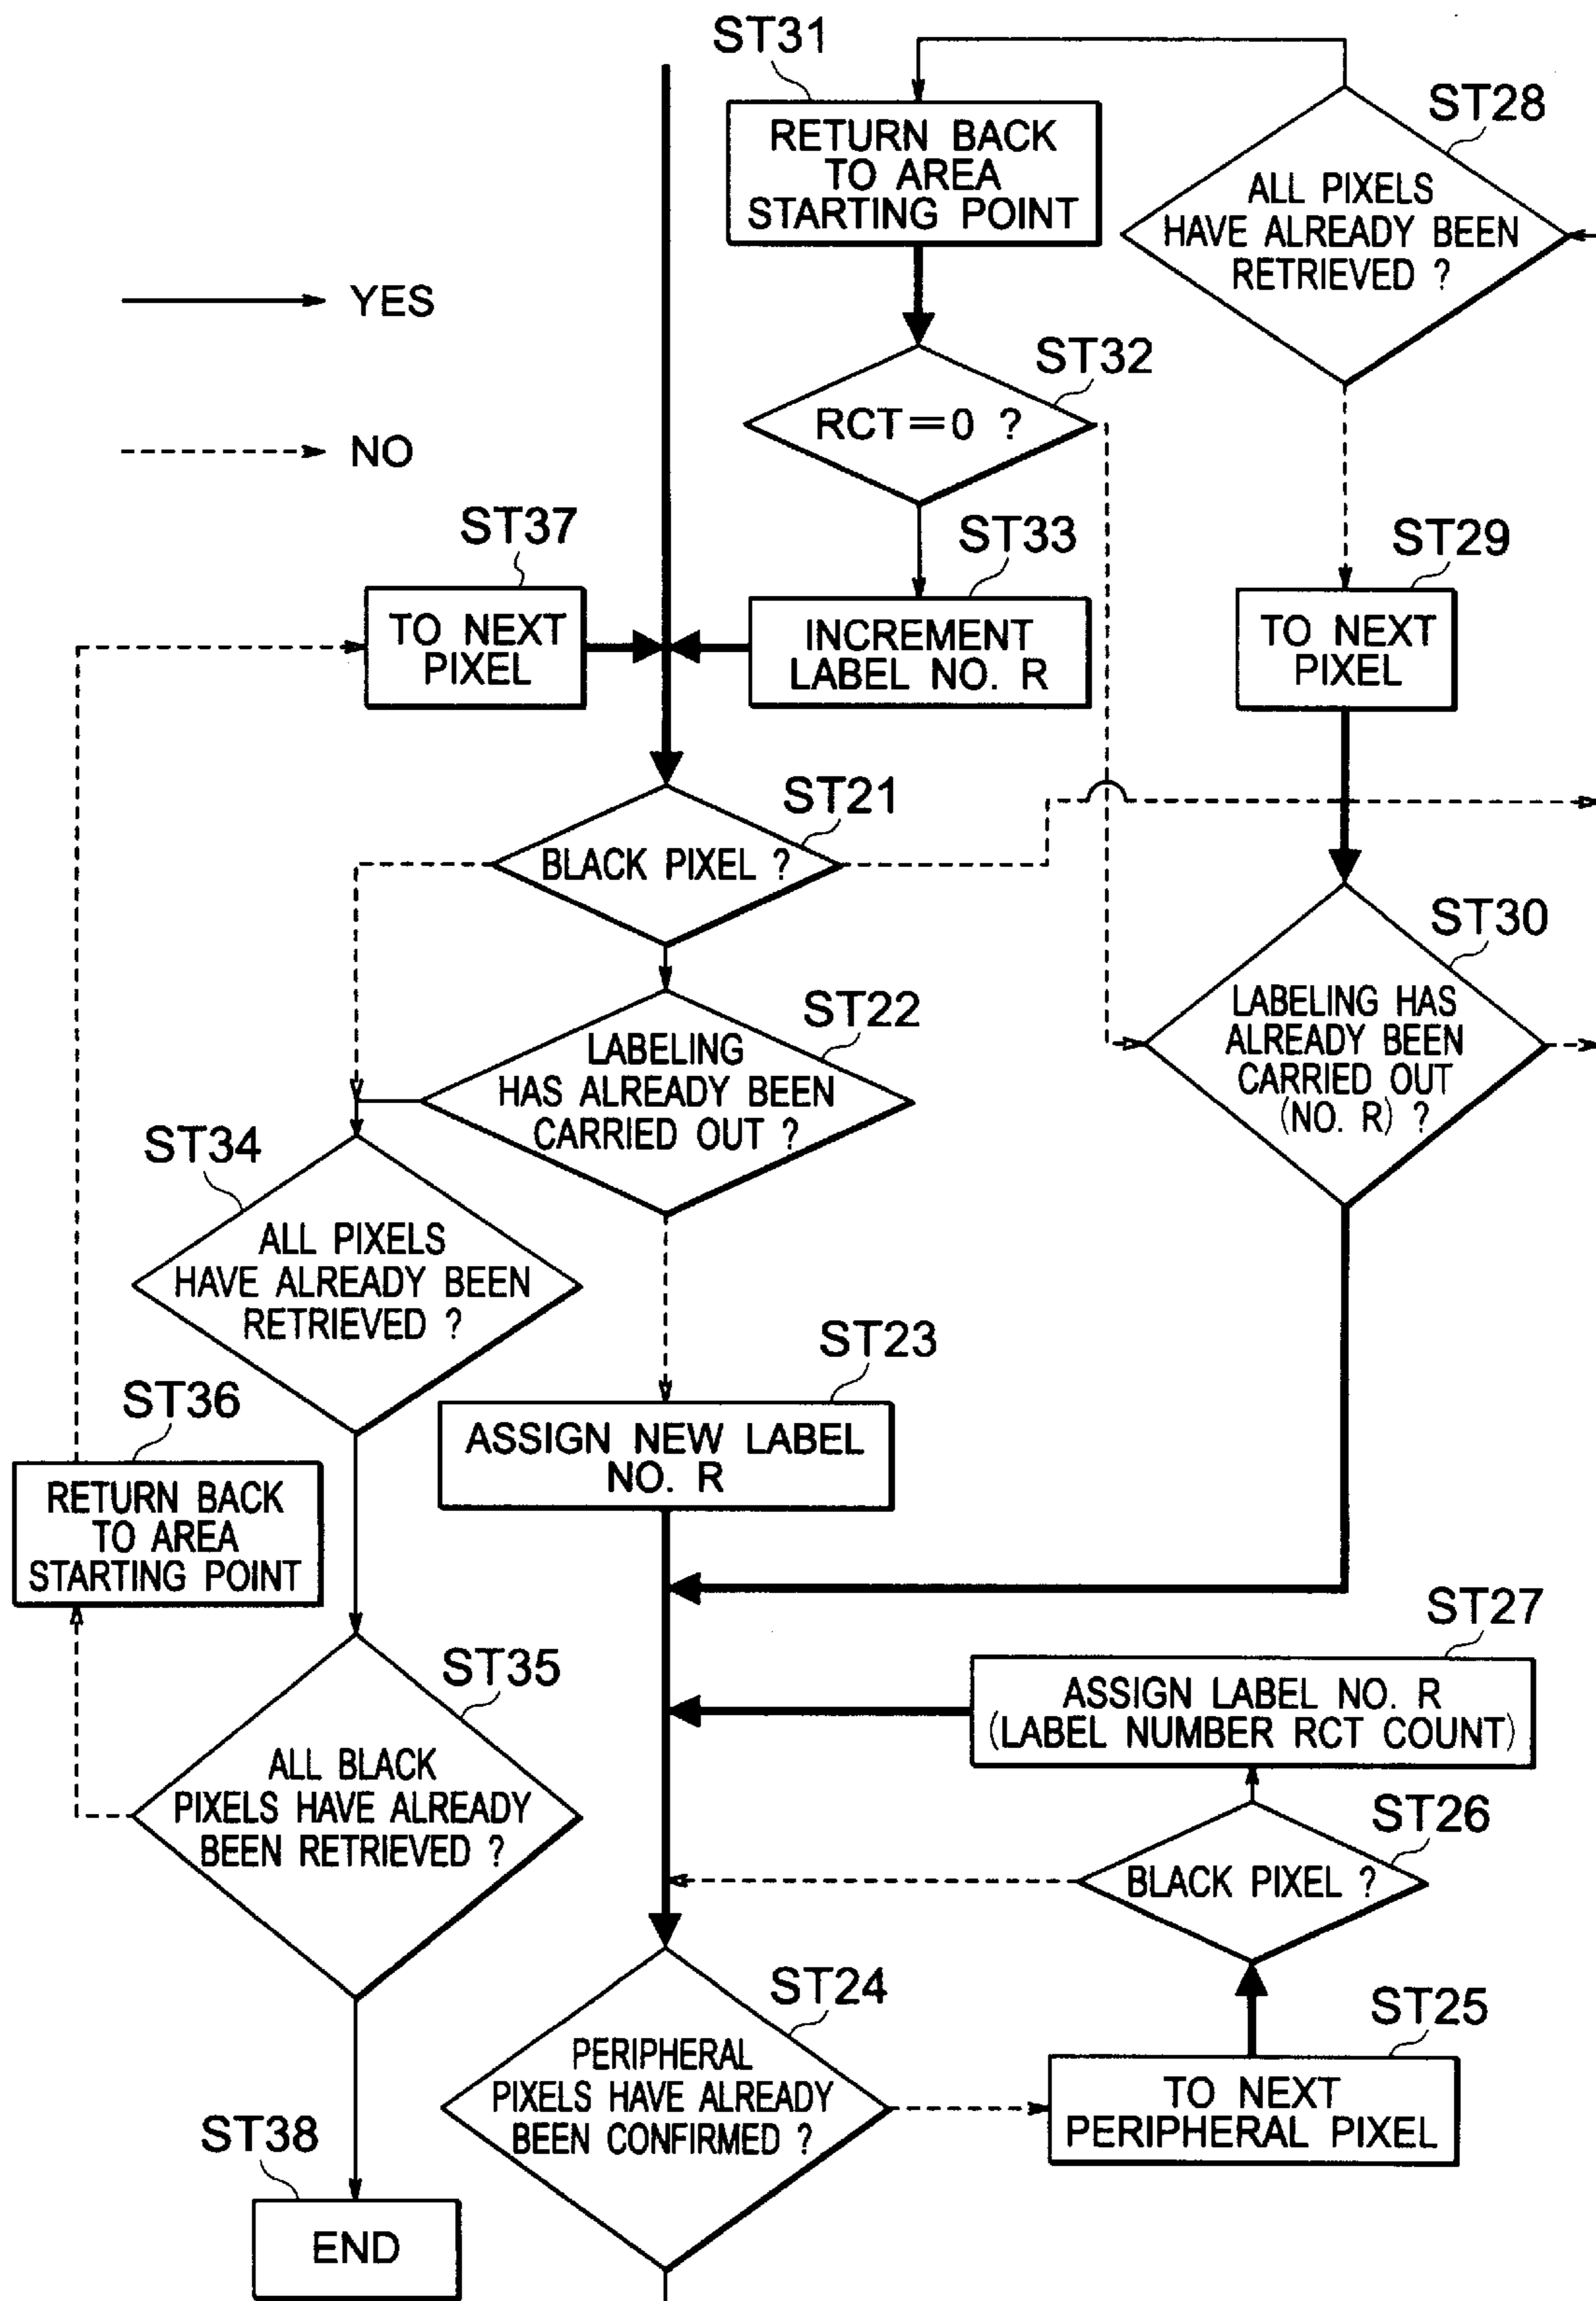 ST31
RETURN BACK
TO AREA
STARTING POINT
ST28
ALL PIXELS
HAVE ALREADY BEEN
RETRIEVED ?
YES
NO
ST32
RCT=0 ?
ST37
TO NEXT
PIXEL
ST33
INCREMENT
LABEL NO. R
ST29
TO NEXT
PIXEL
ST21
BLACK PIXEL ?
ST30
LABELING HAS
ALREADY BEEN
CARRIED OUT
(NO. R) ?
ST22
LABELING
HAS ALREADY BEEN
CARRIED OUT ?
ST34
ALL PIXELS
HAVE ALREADY BEEN
RETRIEVED ?
ST23
ASSIGN NEW LABEL
NO. R
ST36
RETURN BACK
TO AREA
STARTING POINT
ST27
ASSIGN LABEL NO. R
(LABEL NUMBER RCT COUNT)
ST35
ALL BLACK
PIXELS HAVE ALREADY
BEEN RETRIEVED ?
ST26
BLACK PIXEL ?
ST24
PERIPHERAL
PIXELS HAVE ALREADY
BEEN CONFIRMED ?
ST25
TO NEXT
PERIPHERAL PIXEL
ST38
END